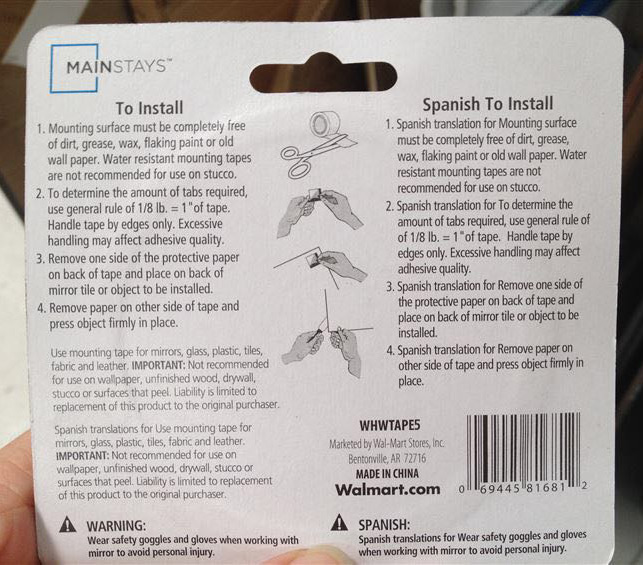 MAINSTAYS™
To Install
1. Mounting surface must be completely free
of dirt, grease, wax, flaking paint or old
wall paper. Water resistant mounting tapes
are not recommended for use on stucco.
2. To determine the amount of tabs required,
use general rule of 1/8 lb. = 1" of tape.
Handle tape by edges only. Excessive
handling may affect adhesive quality.
3. Remove one side of the protective paper
on back of tape and place on back of
mirror tile or object to be installed.
4. Remove paper on other side of tape and
press object firmly in place.
Use mounting tape for mirrors, glass, plastic, tiles,
fabric and leather. IMPORTANT: Not recommended
for use on wallpaper, unfinished wood, drywall,
stucco or surfaces that peel. Liability is limited to
replacement of this product to the original purchaser.
Spanish translations for Use mounting tape for
mirrors, glass, plastic, tiles, fabric and leather.
IMPORTANT: Not recommended for use on
wallpaper, unfinished wood, drywall, stucco or
surfaces that peel. Liability is limited to replacement
of this product to the original purchaser.
WARNING:
Wear safety goggles and gloves when working with
mirror to avoid personal injury.
Spanish To Install
1. Spanish translation for Mounting surface
must be completely free of dirt, grease,
wax, flaking paint or old wall paper. Water
resistant mounting tapes are not
recommended for use on stucco.
2. Spanish translation for To determine the
amount of tabs required, use general rule of
of 1/8 lb. = 1" of tape. Handle tape by
edges only. Excessive handling may affect
adhesive quality.
3. Spanish translation for Remove one side of
the protective paper on back of tape and
place on back of mirror tile or object to be
installed.
4. Spanish translation for Remove paper on
other side of tape and press object firmly in
place.
WHWTAPE5
Marketed by Wal-Mart Stores, Inc.
Bentonville, AR 72716
MADE IN CHINA
Walmart.com
0 69445 81681 2
SPANISH:
Spanish translations for Wear safety goggles and gloves
when working with mirror to avoid personal injury.